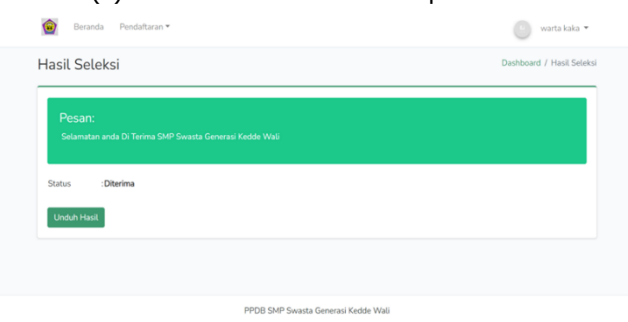 Beranda Pendaftaran
warta kaka
Hasil Seleksi
Dashboard / Hasil Seleksi
Pesan:
Selamatan anda Di Terima SMP Swasta Generasi Kedde Wali
Status :Diterima
Unduh Hasil
PPDB SMP Swasta Generasi Kedde Wali